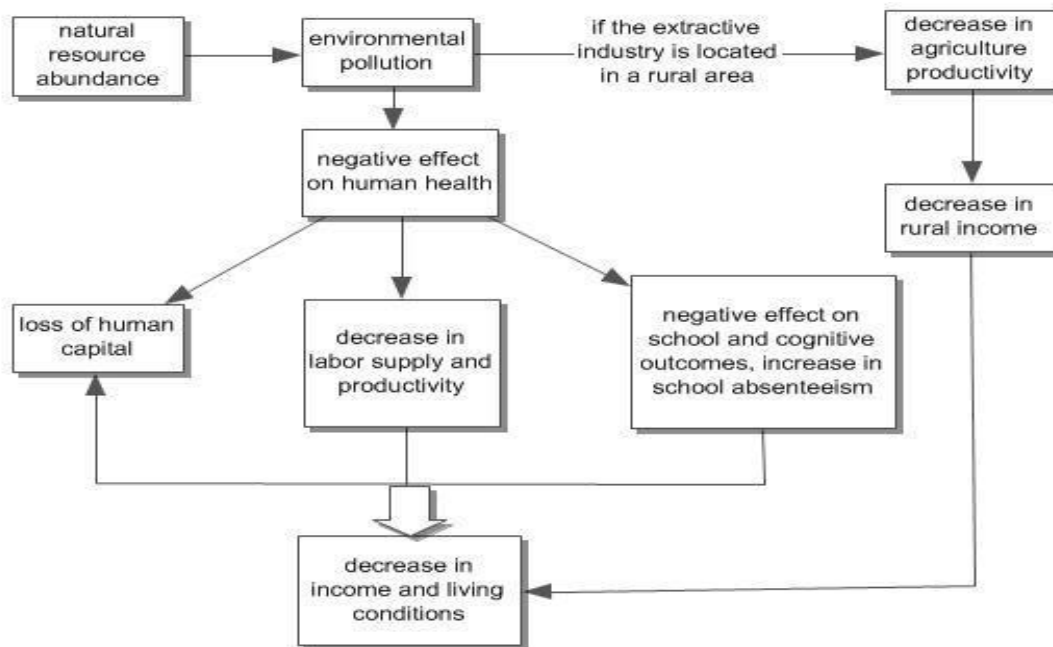 natural
resource
abundance
environmental
pollution
if the extractive
industry is located
in a rural area
decrease in
agriculture
productivity
negative effect
on human health
decrease in
rural income
loss of human
capital
decrease in
labor supply and
productivity
negative effect on
school and cognitive
outcomes, increase in
school absenteeism
decrease in
income and living
conditions